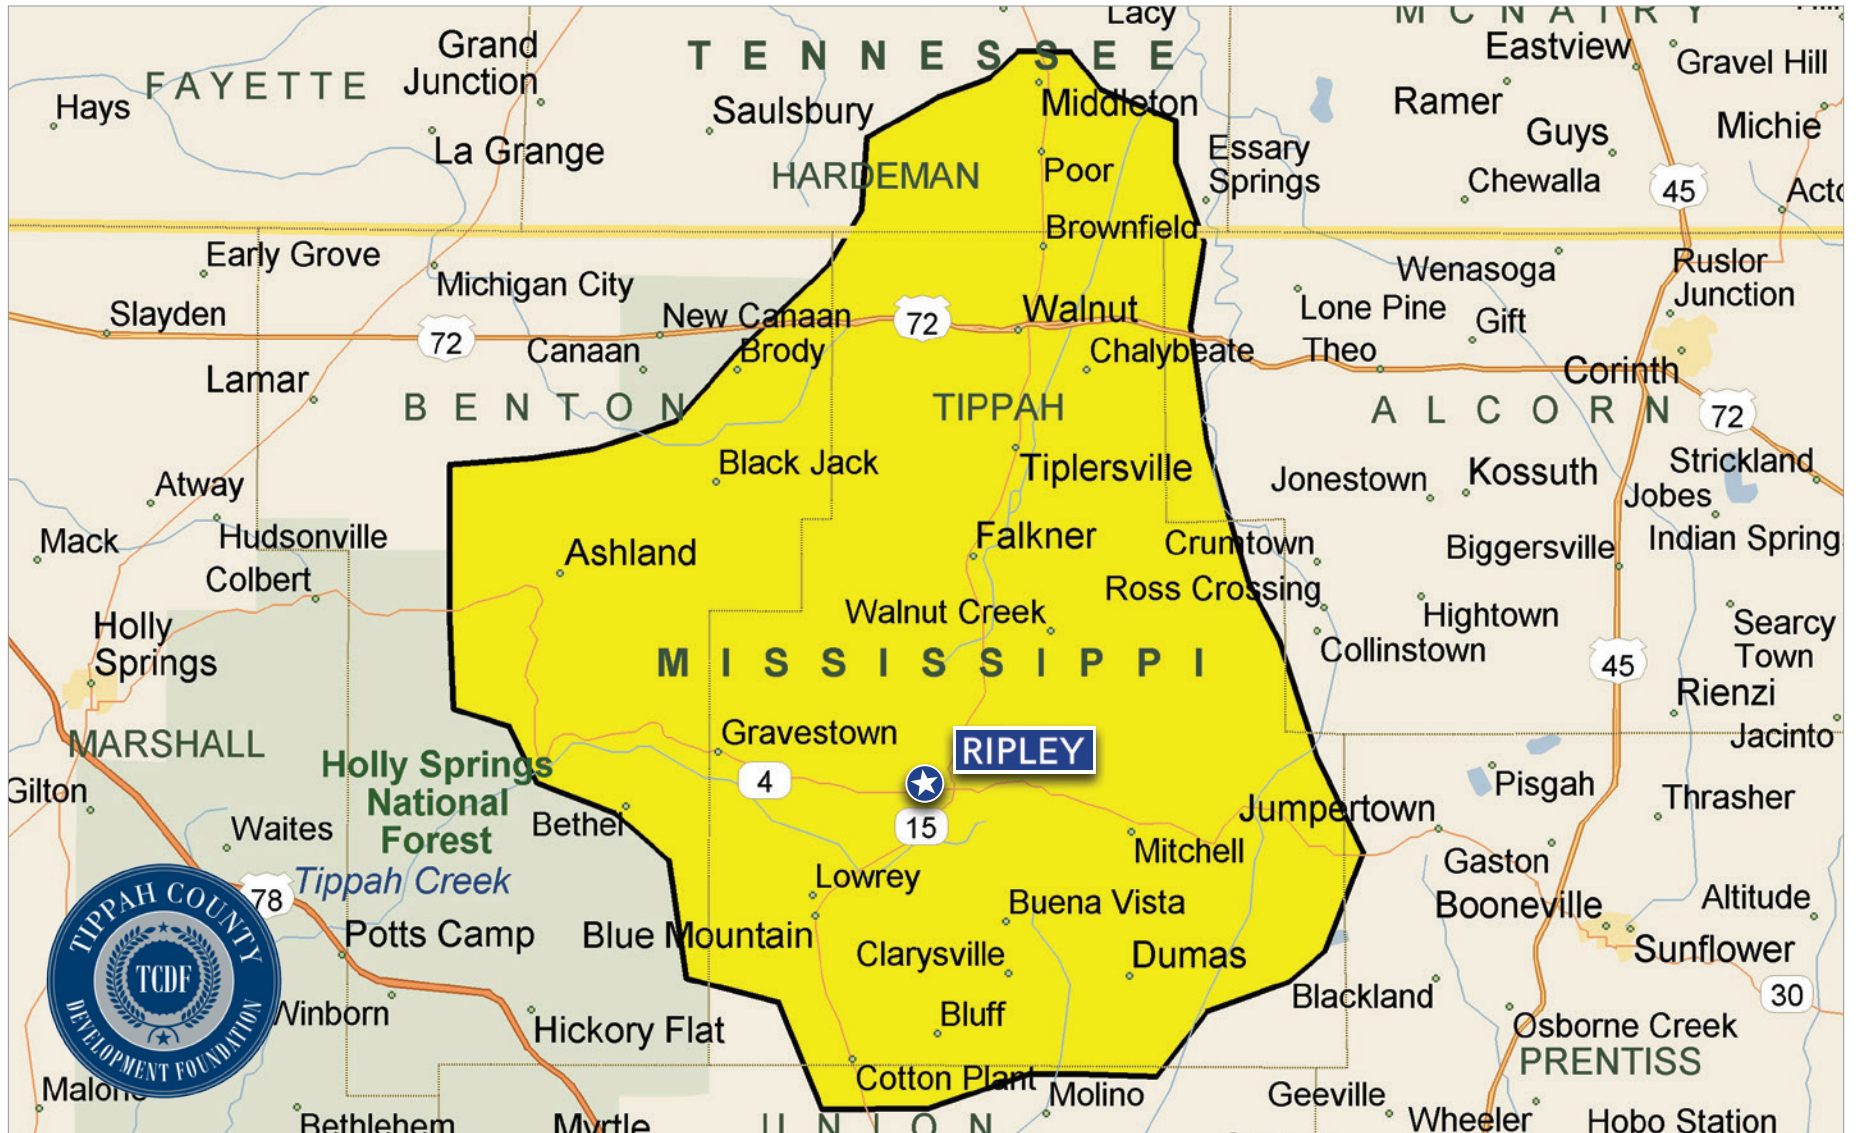 Lacy
MCNAIRY
Grand
Junction
TENNESSEE
Eastview
Gravel Hill
FAYETTE
Hays
Saulsbury
Middleton
Ramer
Guys
Michie
La Grange
HARDEMAN
Poor
Essary
Springs
Chewalla
45
Brownfield
Early Grove
Michigan City
Wenasoga
Ruslor
Junction
Slayden
New Canaan
72
Walnut
Lone Pine
Gift
72
Canaan
Brody
Chalybeate
Theo
Corinth
Lamar
BENTON
TIPPAH
ALCORN
72
Black Jack
Tiplersville
Jonestown
Kossuth
Strickland
Atway
Jobes
Mack
Hudsonville
Ashland
Falkner
Crumtown
Biggersville
Indian Spring
Colbert
Ross Crossing
Walnut Creek
Hightown
Holly
Springs
Searcy
Town
MISSISSIPPI
Collinstown
45
Rienzi
MARSHALL
Gravestown
RIPLEY
Jacinto
Holly Springs
National
Forest
4
Gilton
Pisgah
Thrasher
Waites
Bethel
15
Jumpertown
Mitchell
Gaston
78
Tippah Creek
Lowrey
Buena Vista
Booneville
Altitude
Potts Camp
Blue Mountain
Clarysville
Dumas
Sunflower
TIPPAH COUNTY
TCDF
DEVELOPMENT FOUNDATION
Winborn
Hickory Flat
Bluff
Blackland
30
Osborne Creek
PRENTISS
Cotton Plant
Molino
Geeville
Malone
Bethlehem
Myrtle
UNION
Wheeler
Hobo Station